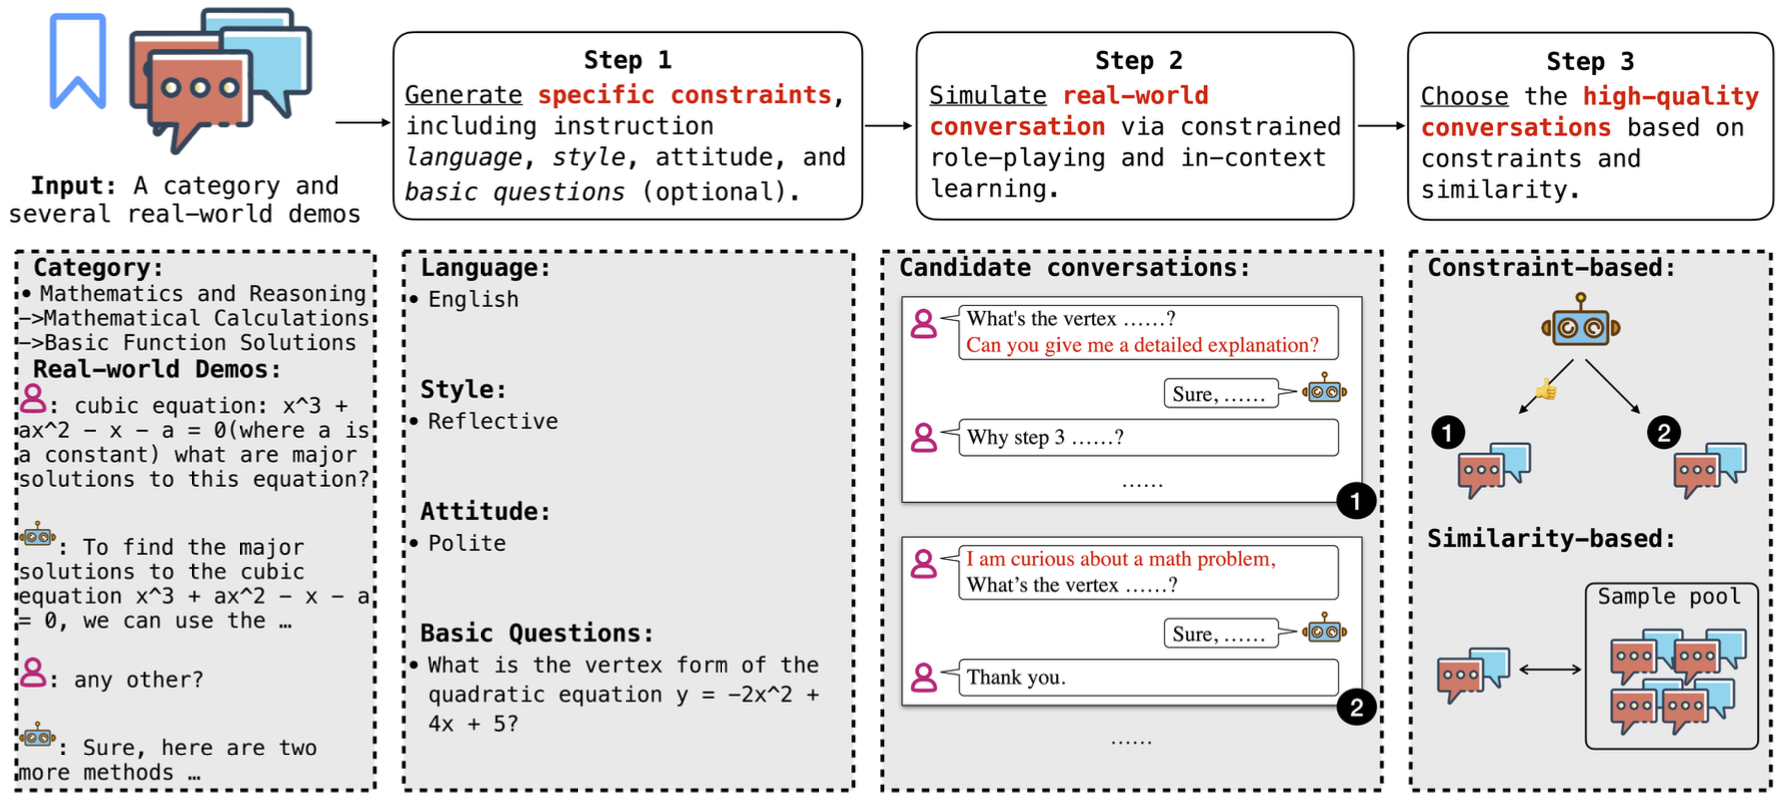 Input: A category and
several real-world demos
Step 1
Generate specific constraints,
including instruction
language, style, attitude, and
basic questions (optional).
Step 2
Simulate real-world
conversation via constrained
role-playing and in-context
learning.
Step 3
Choose the high-quality
conversations based on
constraints and
similarity.
Category:
• Mathematics and Reasoning
->Mathematical Calculations
->Basic Function Solutions
Real-world Demos:
: cubic equation: x^3 +
ax^2 − x − a = 0(where a is
a constant) what are major
solutions to this equation?
: To find the major
solutions to the cubic
equation x^3 + ax^2 − x − a
= 0, we can use the …
: any other?
: Sure, here are two
more methods …
Language:
• English
Style:
• Reflective
Attitude:
• Polite
Basic Questions:
• What is the vertex form of the
quadratic equation y = −2x^2 +
4x + 5?
Candidate conversations:
What's the vertex ......?
Can you give me a detailed explanation?
Sure, ......
Why step 3 ......?
......
1
I am curious about a math problem,
What's the vertex ......?
Sure, ......
Thank you.
2
......
Constraint-based:
1
2
Similarity-based:
Sample pool